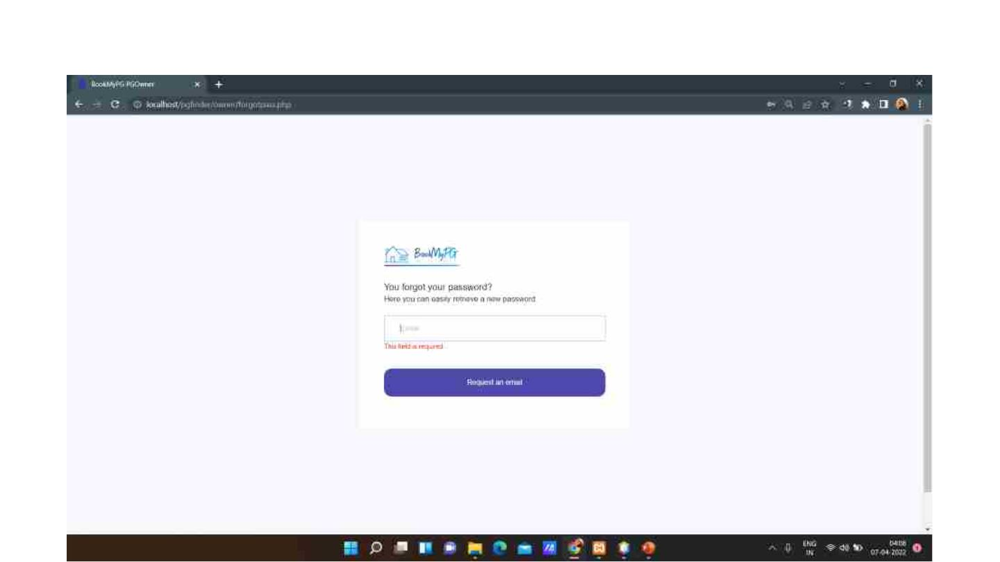 BookMyPG PGOwner
localhost/pgfinder/owner/forgotpass.php
BookMyPG
You forgot your password?
Here you can easily retrieve a new password
This field is required
Request an email
ENG
IN
04:08
07-04-2022